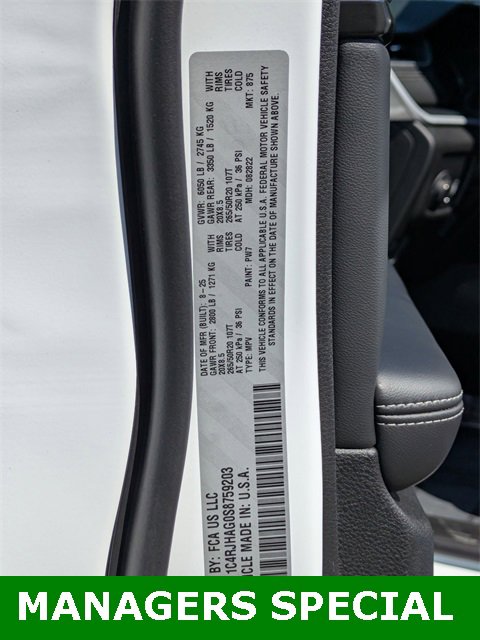 BY: FCA US LLC
DATE OF MFR (BUILT): 8-25
GVWR: 6050 LB / 2745 KG
GAWR FRONT: 2800 LB / 1271 KG WITH
GAWR REAR: 3350 LB / 1520 KG WITH
20X8.5 RIMS
20X8.5 RIMS
265/50R20 107T TIRES
265/50R20 107T TIRES
AT 250 kPa / 36 PSI COLD
AT 250 kPa / 36 PSI COLD
TYPE: MPV PAINT: PW7 MDH: 082822 MKT: 875
THIS VEHICLE CONFORMS TO ALL APPLICABLE U.S.A. FEDERAL MOTOR VEHICLE SAFETY
STANDARDS IN EFFECT ON THE DATE OF MANUFACTURE SHOWN ABOVE.
1C4RJHAG0S8759203
MADE IN: U.S.A.
MANAGERS SPECIAL